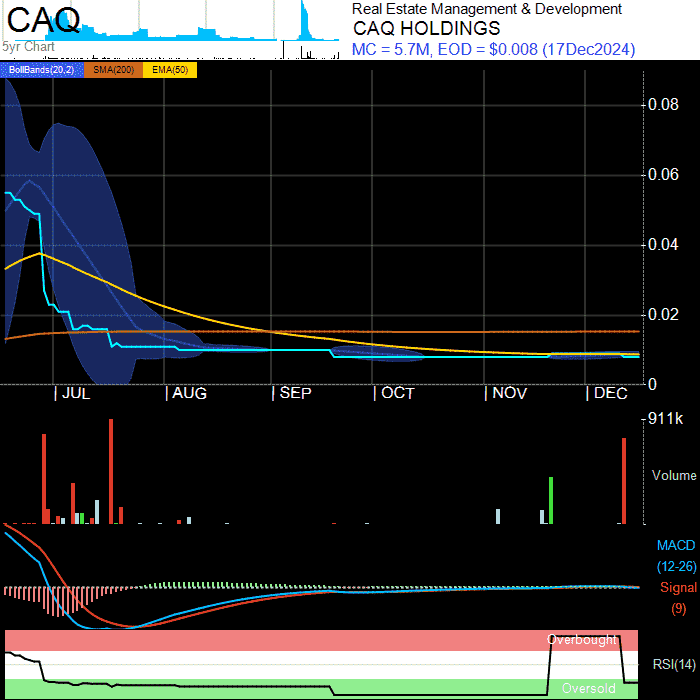 CAQ
5yr Chart
Real Estate Management & Development
CAQ HOLDINGS
MC = 5.7M, EOD = $0.008 (17Dec2024)
BollBands(20,2) SMA(200) EMA(50)
0.08
0.06
0.04
0.02
0
| JUL | AUG | SEP | OCT | NOV | DEC
911k
Volume
MACD
(12-26)
Signal
(9)
Overbought
RSI(14)
Oversold